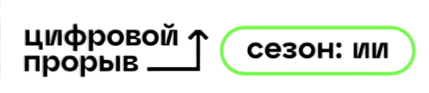 цифровой
прорыв
сезон: ии